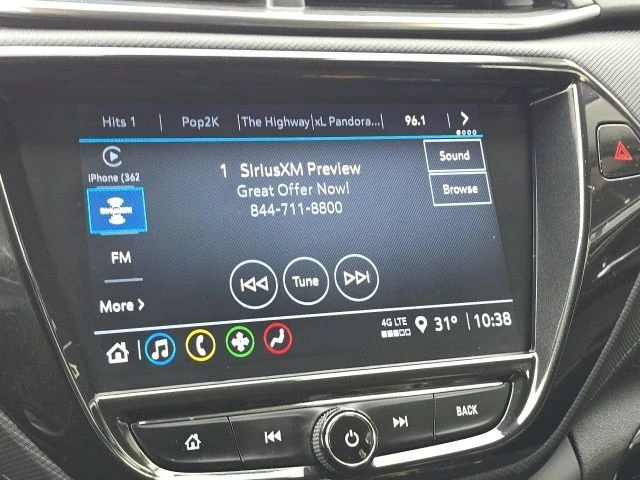 Hits 1 | Pop2K | The Highway | xL Pandora... | 96.1
iPhone (362
SiriusXM
FM
More >
1 SiriusXM Preview
Great Offer Now!
844-711-8800
Sound
Browse
Tune
4G LTE 31° 10:38
BACK